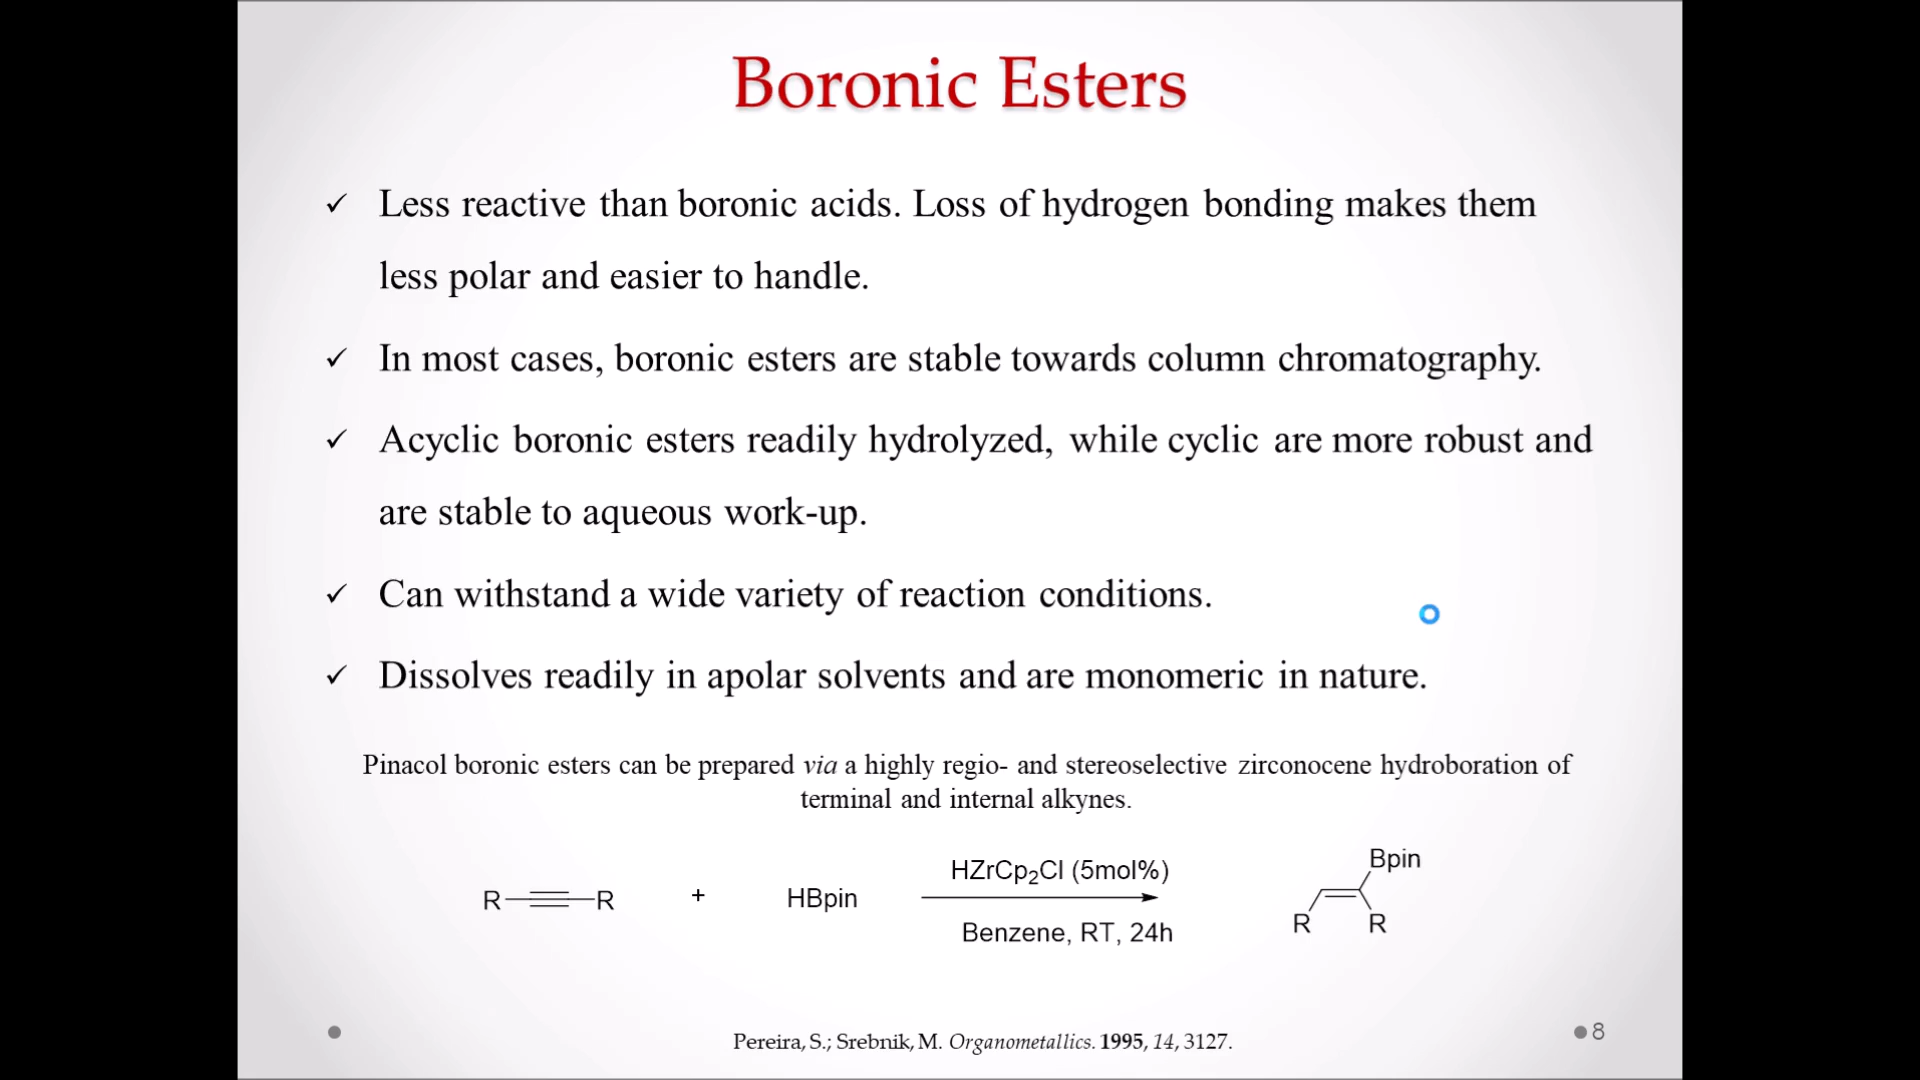 Boronic Esters
✓ Less reactive than boronic acids. Loss of hydrogen bonding makes them
less polar and easier to handle.
✓ In most cases, boronic esters are stable towards column chromatography.
✓ Acyclic boronic esters readily hydrolyzed, while cyclic are more robust and
are stable to aqueous work-up.
✓ Can withstand a wide variety of reaction conditions.
✓ Dissolves readily in apolar solvents and are monomeric in nature.
Pinacol boronic esters can be prepared via a highly regio- and stereoselective zirconocene hydroboration of
terminal and internal alkynes.
R R + HBpin
HZrCp₂Cl (5mol%)
Benzene, RT, 24h
Bpin
R R
Pereira, S.; Srebnik, M. Organometallics. 1995, 14, 3127.
8